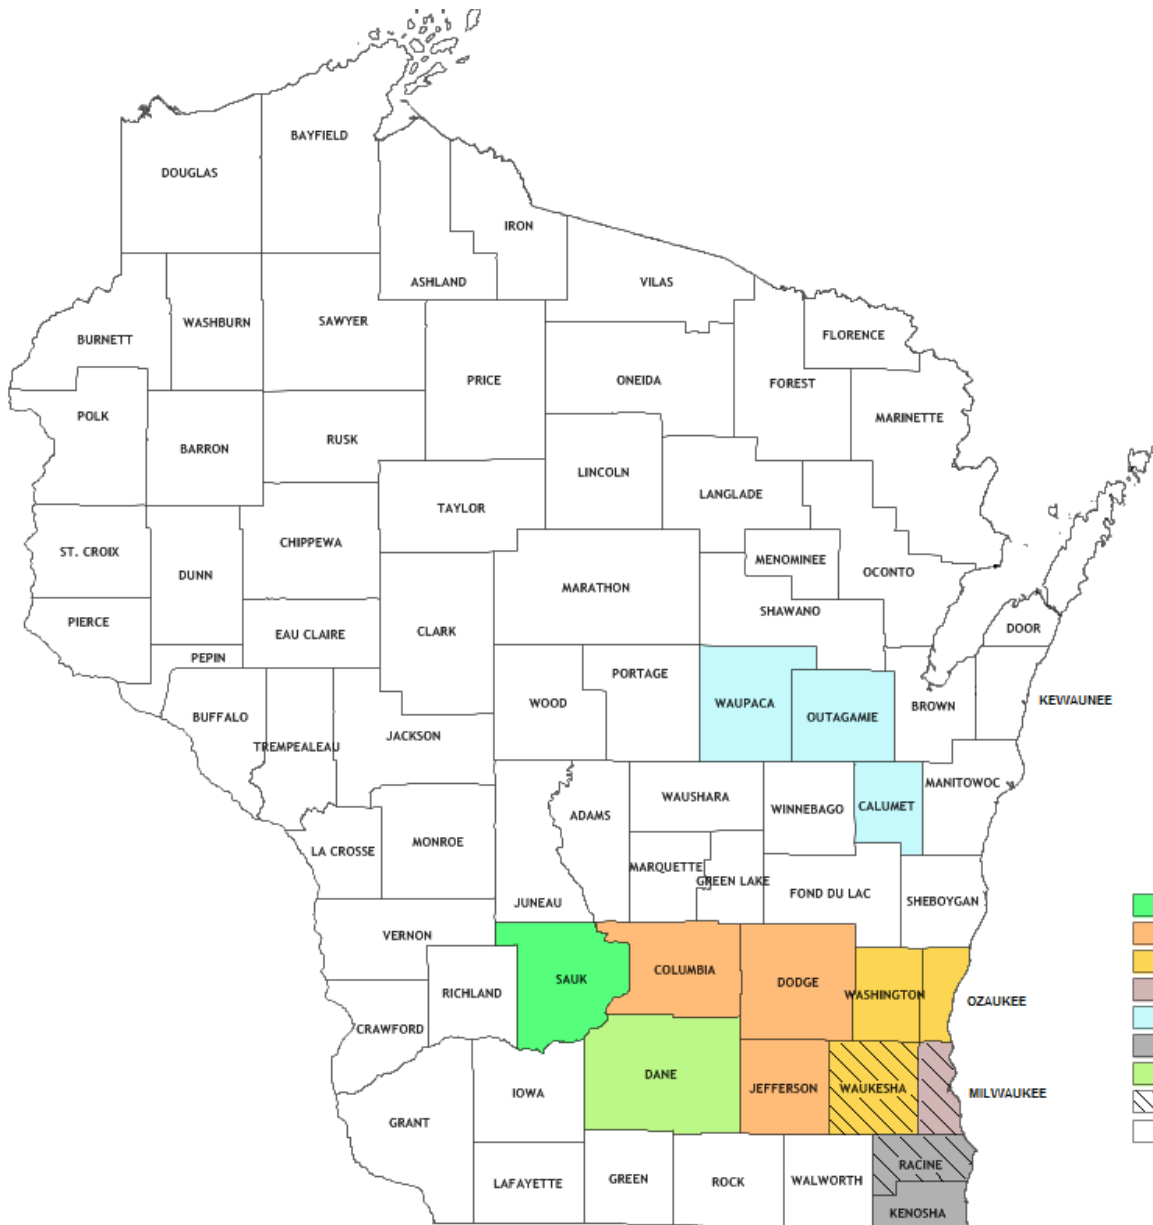 BAYFIELD
DOUGLAS
IRON
ASHLAND
VILAS
WASHBURN
SAWYER
BURNETT
FLORENCE
PRICE
ONEIDA
FOREST
POLK
MARINETTE
BARRON
RUSK
LINCOLN
LANGLADE
TAYLOR
CHIPPEWA
ST. CROIX
MENOMINEE
OCONTO
DUNN
MARATHON
SHAWANO
PIERCE
EAU CLAIRE
CLARK
DOOR
PEPIN
PORTAGE
WOOD
WAUPACA
OUTAGAMIE
BROWN
KEWAUNEE
BUFFALO
TREMPEALEAU
JACKSON
MANITOWOC
WAUSHARA
WINNEBAGO
CALUMET
ADAMS
MONROE
LA CROSSE
MARQUETTE
GREEN LAKE
FOND DU LAC
SHEBOYGAN
JUNEAU
VERNON
COLUMBIA
SAUK
DODGE
RICHLAND
WASHINGTON
OZAUKEE
CRAWFORD
DANE
JEFFERSON
WAUKESHA
MILWAUKEE
IOWA
GRANT
RACINE
LAFAYETTE
GREEN
ROCK
WALWORTH
KENOSHA